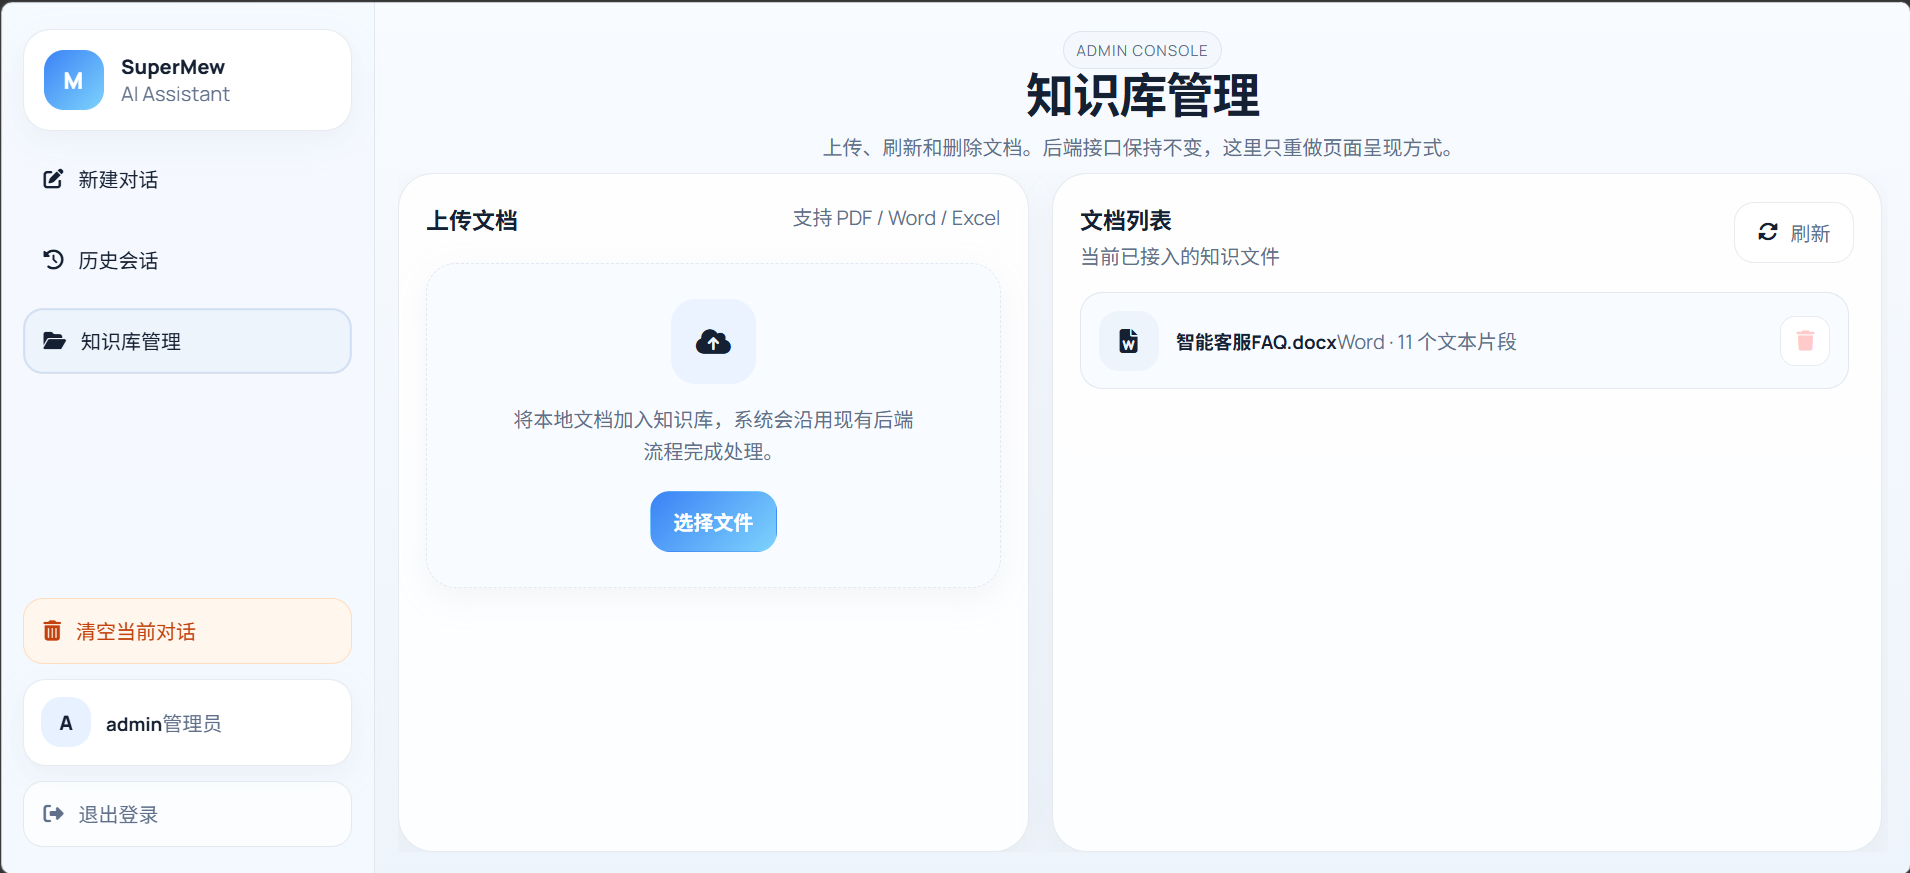 M
SuperMew
AI Assistant
新建对话
历史会话
知识库管理
清空当前对话
A
admin管理员
退出登录
ADMIN CONSOLE
知识库管理
上传、刷新和删除文档。后端接口保持不变，这里只重做页面呈现方式。
上传文档
支持 PDF / Word / Excel
将本地文档加入知识库，系统会沿用现有后端
流程完成处理。
选择文件
文档列表
当前已接入的知识文件
刷新
W
智能客服FAQ.docxWord · 11 个文本片段